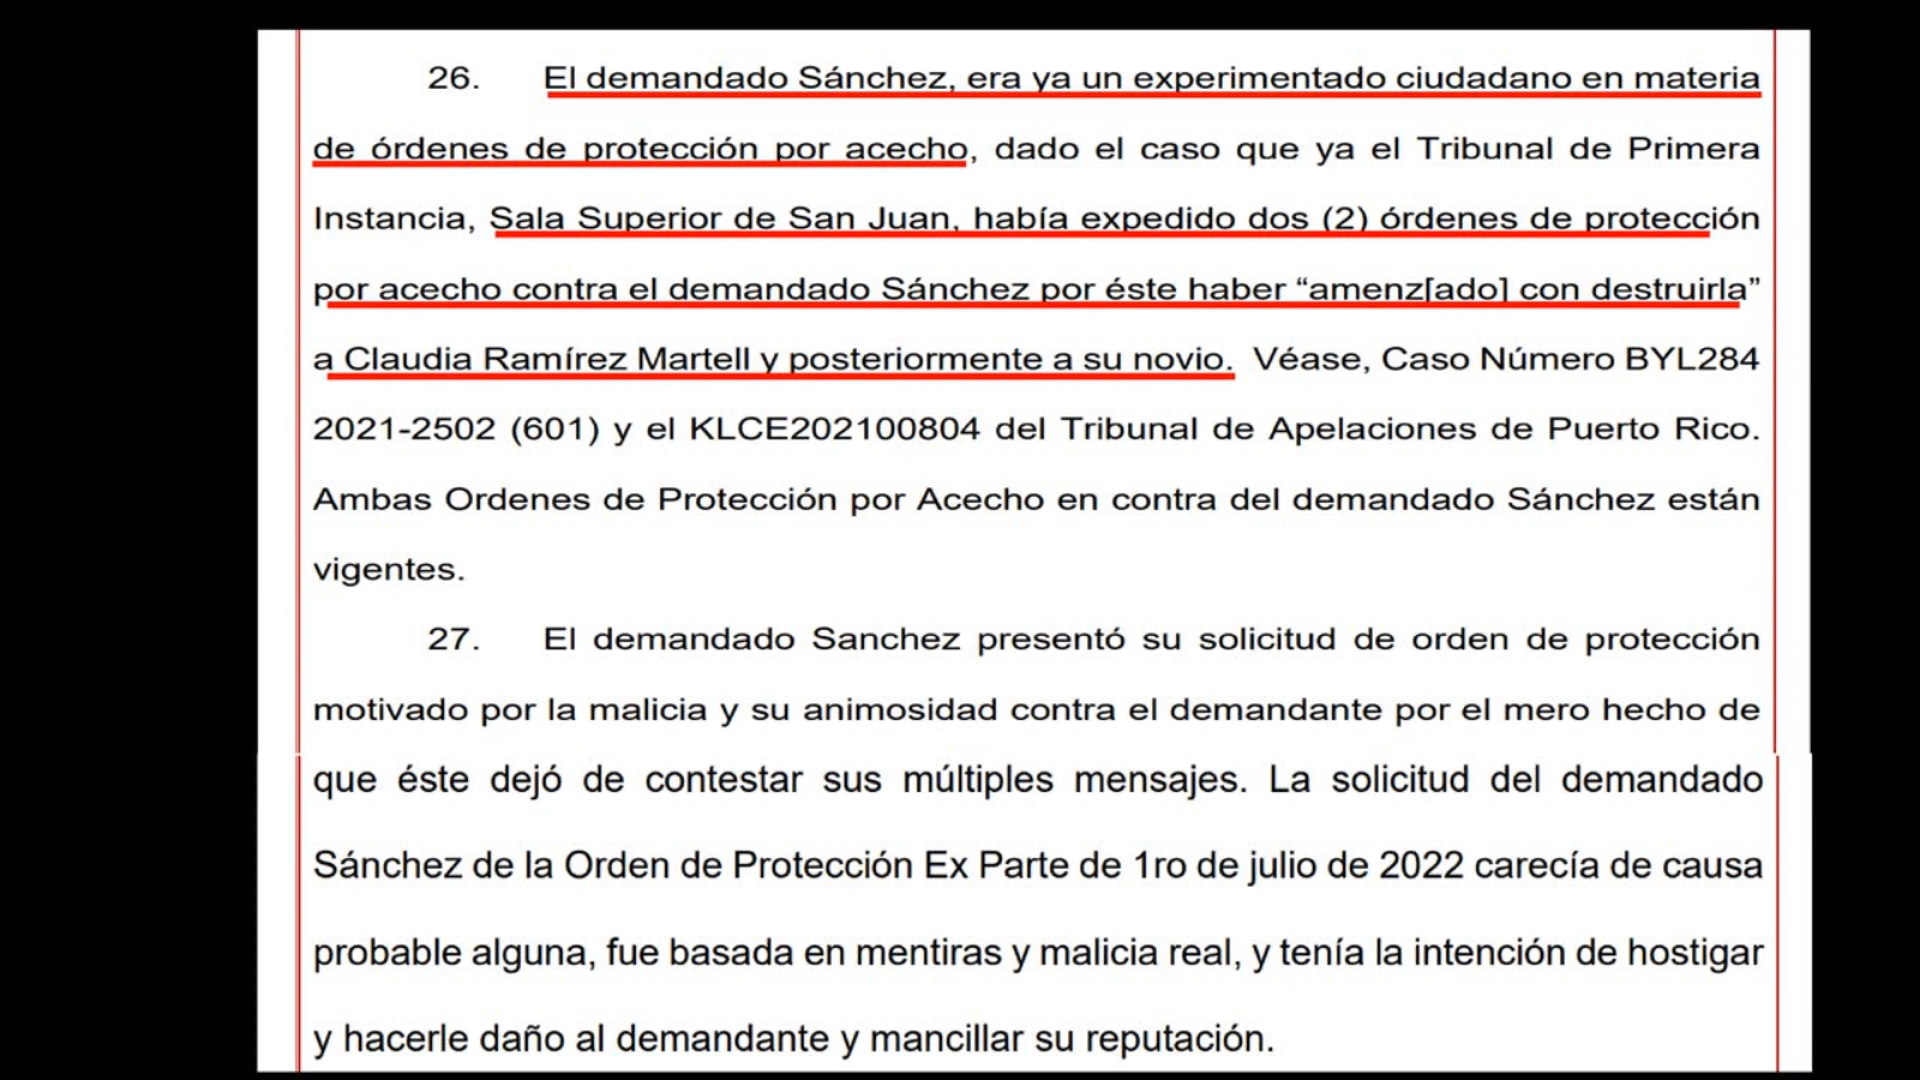 26. El demandado Sánchez, era ya un experimentado ciudadano en materia
de órdenes de protección por acecho, dado el caso que ya el Tribunal de Primera
Instancia, Sala Superior de San Juan, había expedido dos (2) órdenes de protección
por acecho contra el demandado Sánchez por éste haber “amenz[ado] con destruirla”
a Claudia Ramírez Martell y posteriormente a su novio. Véase, Caso Número BYL284
2021-2502 (601) y el KLCE202100804 del Tribunal de Apelaciones de Puerto Rico.
Ambas Ordenes de Protección por Acecho en contra del demandado Sánchez están
vigentes.
27. El demandado Sanchez presentó su solicitud de orden de protección
motivado por la malicia y su animosidad contra el demandante por el mero hecho de
que éste dejó de contestar sus múltiples mensajes. La solicitud del demandado
Sánchez de la Orden de Protección Ex Parte de 1ro de julio de 2022 carecía de causa
probable alguna, fue basada en mentiras y malicia real, y tenía la intención de hostigar
y hacerle daño al demandante y mancillar su reputación.